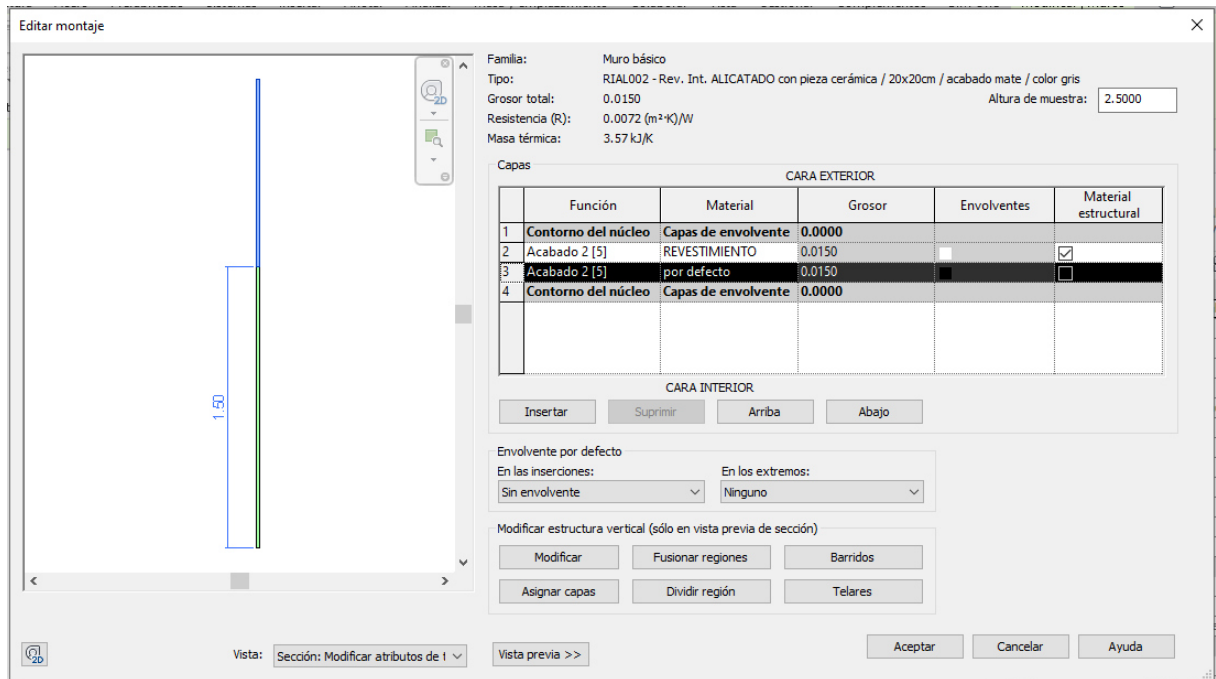 Editar montaje
Familia: Muro básico
Tipo: RIAL002 - Rev. Int. ALICATADO con pieza cerámica / 20x20cm / acabado mate / color gris
Grosor total: 0.0150 Altura de muestra: 2.5000
Resistencia (R): 0.0072 (m²·K)/W
Masa térmica: 3.57 kJ/K
2D
1.50
Capas
CARA EXTERIOR
Función Material Grosor Envolventes Material estructural
1 Contorno del núcleo Capas de envolvente 0.0000
2 Acabado 2 [5] REVESTIMIENTO 0.0150
3 Acabado 2 [5] por defecto 0.0150
4 Contorno del núcleo Capas de envolvente 0.0000
CARA INTERIOR
Insertar Suprimir Arriba Abajo
Envolvente por defecto
En las inserciones: En los extremos:
Sin envolvente Ninguno
Modificar estructura vertical (sólo en vista previa de sección)
Modificar Fusionar regiones Barridos
Asignar capas Dividir región Telares
2D Vista: Sección: Modificar atributos de t Vista previa >> Aceptar Cancelar Ayuda